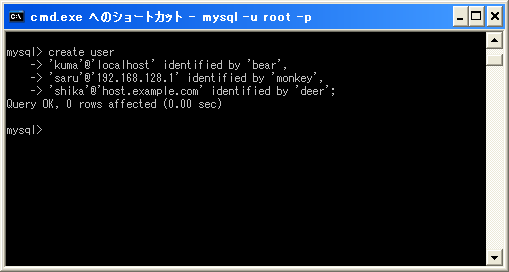 cmd.exe へのショートカット - mysql -u root -p
mysql> create user
-> 'kuma'@'localhost' identified by 'bear',
-> 'saru'@'192.168.128.1' identified by 'monkey',
-> 'shika'@'host.example.com' identified by 'deer';
Query OK, 0 rows affected (0.00 sec)
mysql>